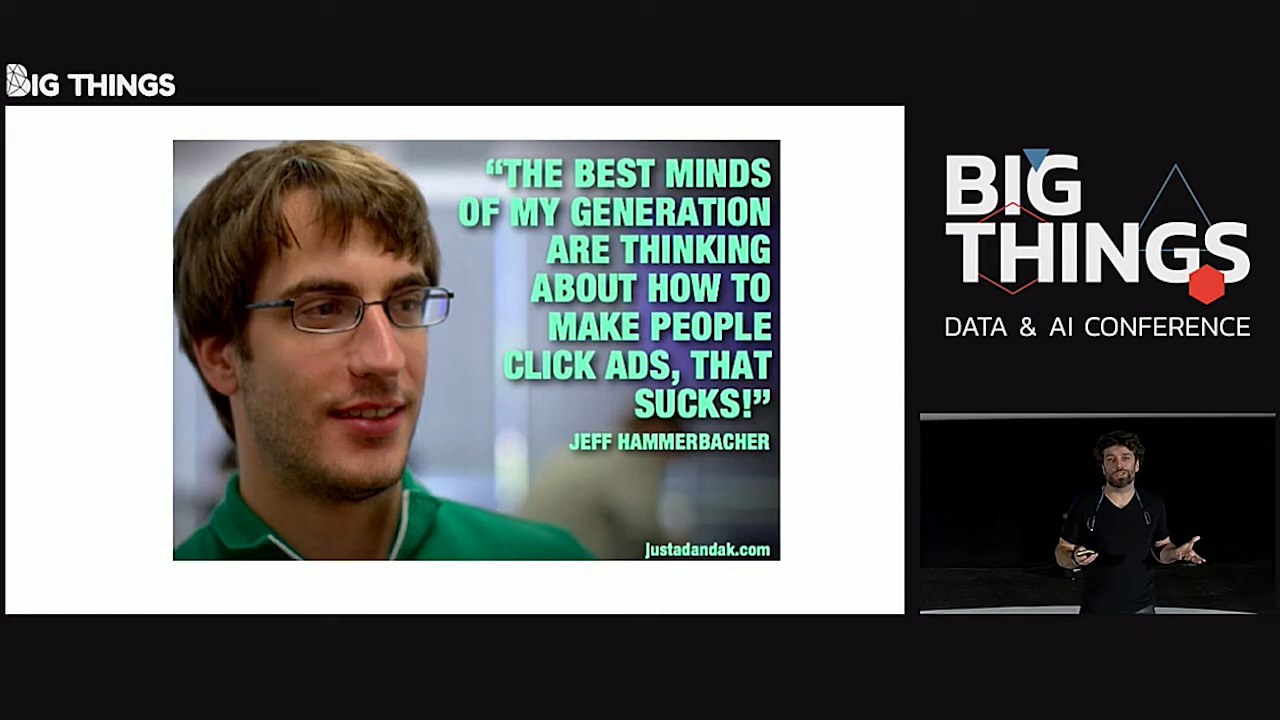 BIG THINGS
“THE BEST MINDS
OF MY GENERATION
ARE THINKING
ABOUT HOW TO
MAKE PEOPLE
CLICK ADS, THAT
SUCKS!”
JEFF HAMMERBACHER
justadandak.com
BIG
THINGS
DATA & AI CONFERENCE